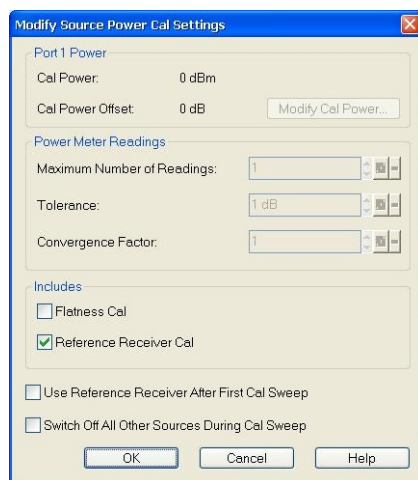 Modify Source Power Cal Settings
Port 1 Power
Cal Power: 0 dBm
Cal Power Offset: 0 dB Modify Cal Power...
Power Meter Readings
Maximum Number of Readings: 1
Tolerance: 1 dB
Convergence Factor: 1
Includes
Flatness Cal
Reference Receiver Cal
Use Reference Receiver After First Cal Sweep
Switch Off All Other Sources During Cal Sweep
OK Cancel Help